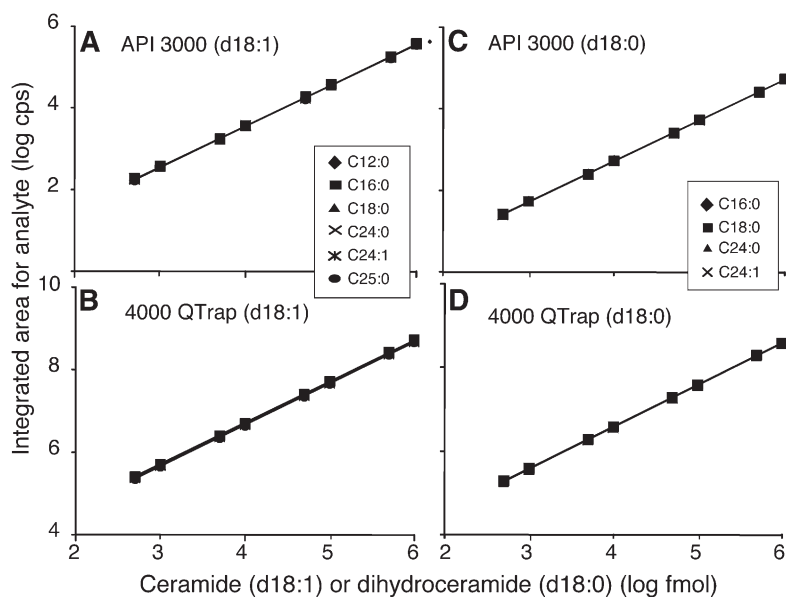 Integrated area for analyte (log cps)
A API 3000 (d18:1)
6
4
2
C12:0
C16:0
C18:0
C24:0
C24:1
C25:0
C API 3000 (d18:0)
C16:0
C18:0
C24:0
C24:1
B 4000 QTrap (d18:1)
10
8
6
4
2 3 4 5 6
D 4000 QTrap (d18:0)
2 3 4 5 6
Ceramide (d18:1) or dihydroceramide (d18:0) (log fmol)